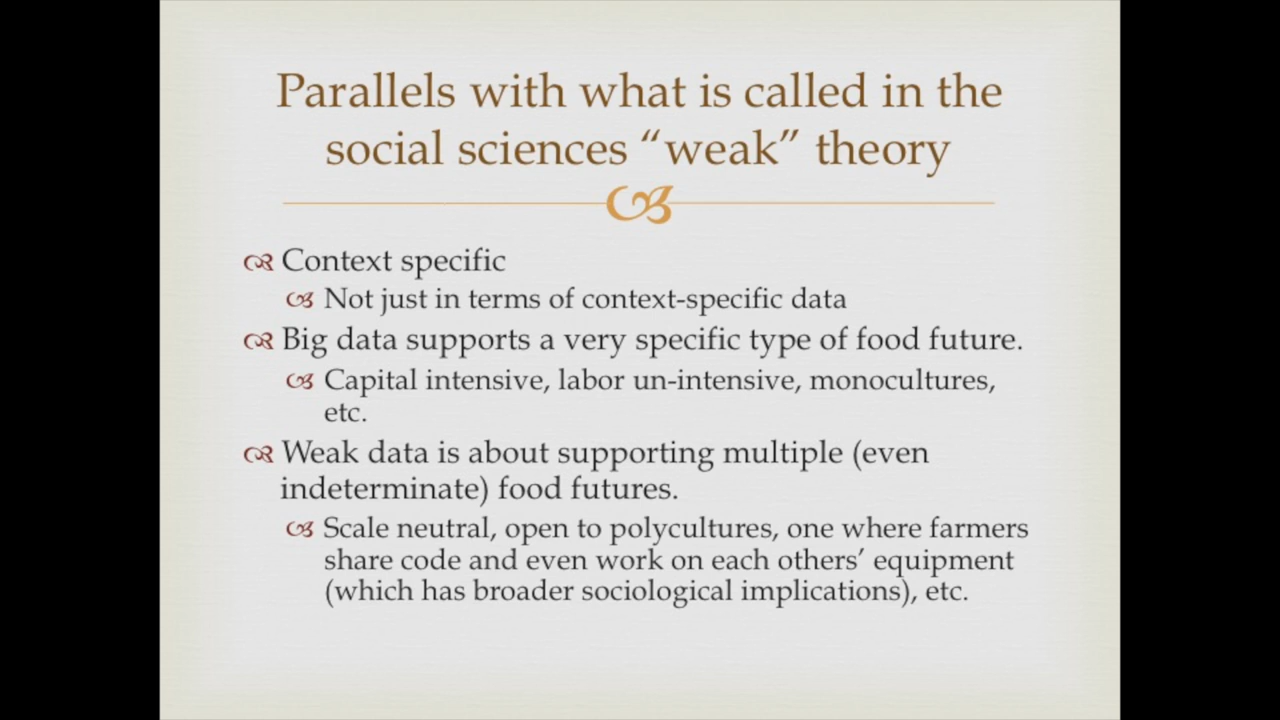 Parallels with what is called in the
social sciences “weak” theory
Context specific
Not just in terms of context-specific data
Big data supports a very specific type of food future.
Capital intensive, labor un-intensive, monocultures,
etc.
Weak data is about supporting multiple (even
indeterminate) food futures.
Scale neutral, open to polycultures, one where farmers
share code and even work on each others’ equipment
(which has broader sociological implications), etc.